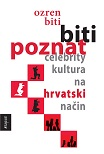 ozren
biti
biti
poznat
celebrity
kultura
na
hrvatski
način